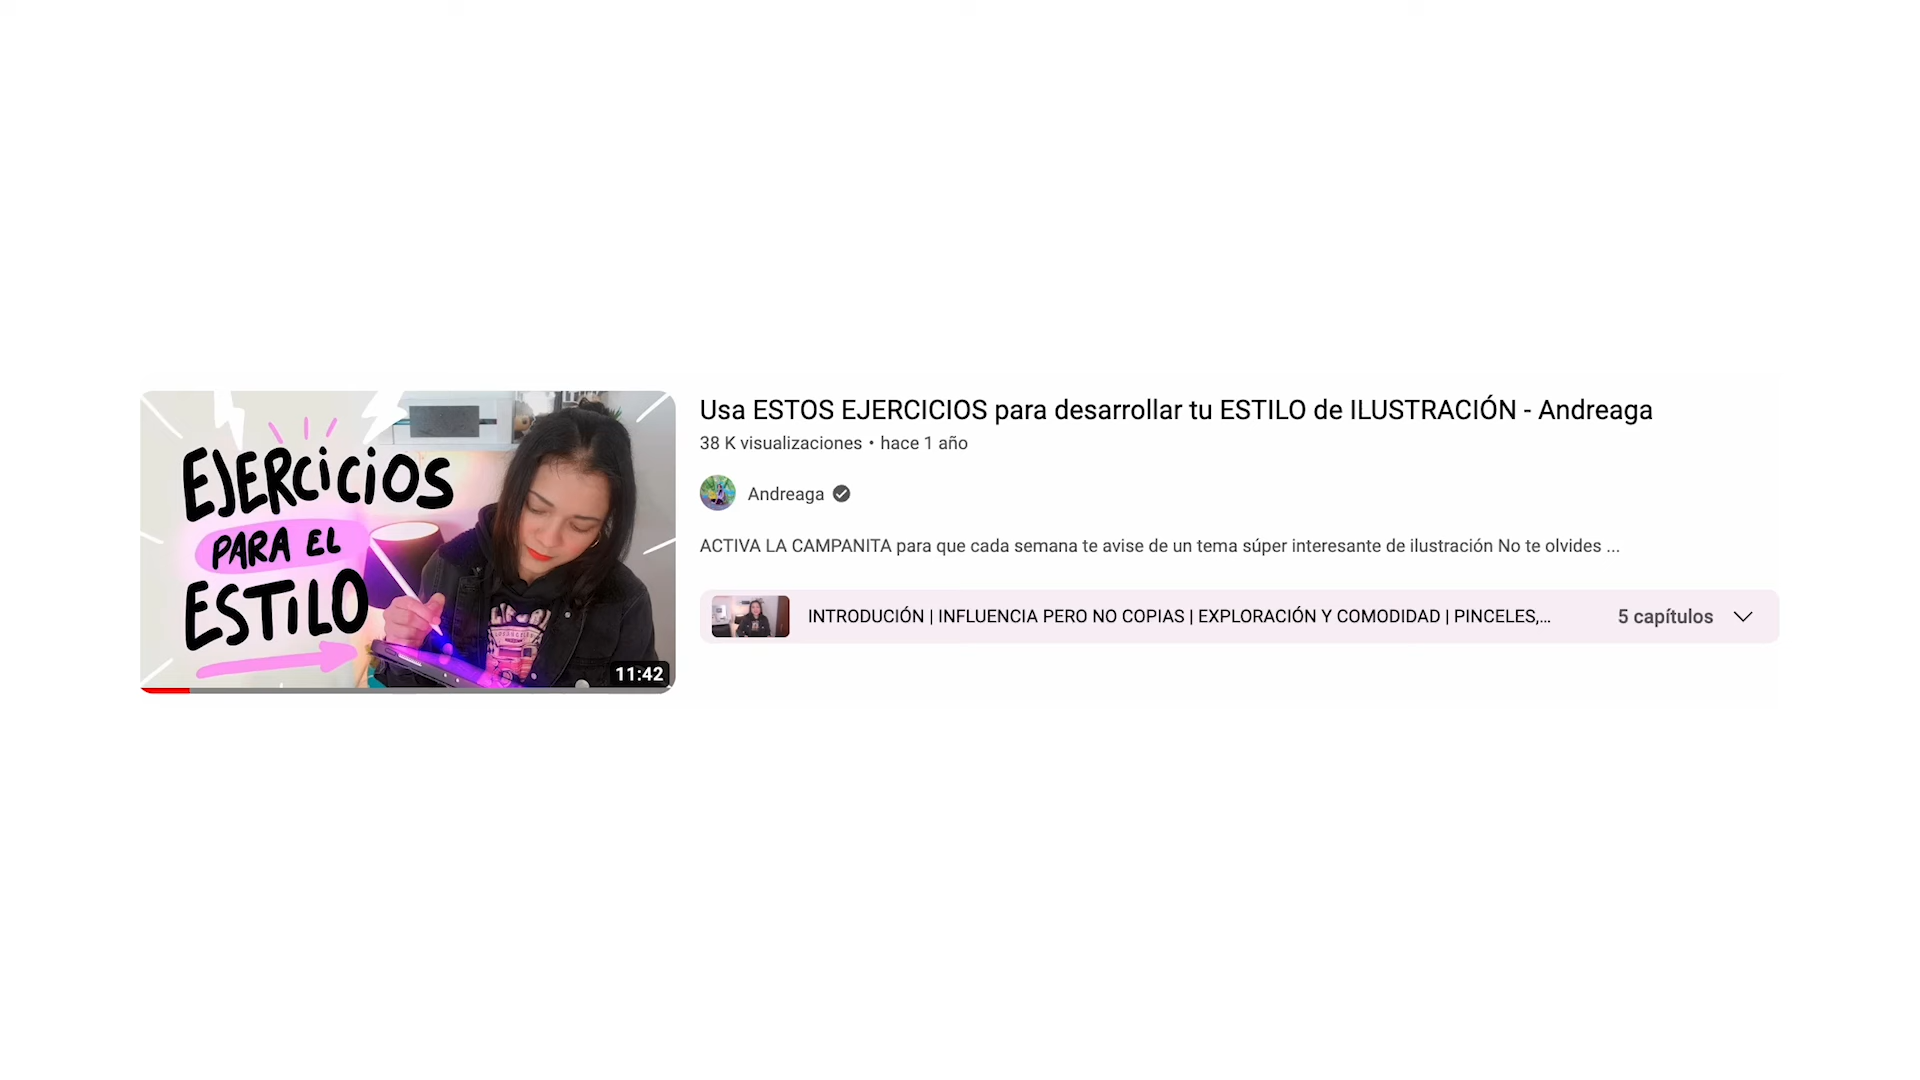 EJERCiCiOS
PARA EL
ESTiLO
11:42
Usa ESTOS EJERCICIOS para desarrollar tu ESTILO de ILUSTRACIÓN - Andreaga
38 K visualizaciones • hace 1 año
Andreaga
ACTIVA LA CAMPANITA para que cada semana te avise de un tema súper interesante de ilustración No te olvides ...
INTRODUCIÓN | INFLUENCIA PERO NO COPIAS | EXPLORACIÓN Y COMODIDAD | PINCELES,...
5 capítulos